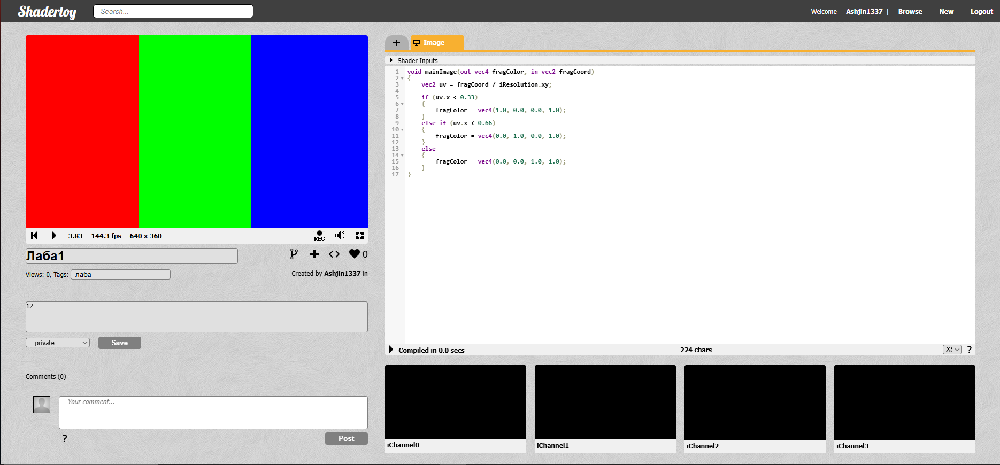 Shadertoy
Search...
Welcome Ashjin1337 | Browse New Logout
3.83 144.3 fps 640 x 360
REC
Лаба1
0
Views: 0, Tags: лаба
Created by Ashjin1337 in
12
private
Save
Comments (0)
Your comment...
?
Post
+ Image
Shader Inputs
1 void mainImage(out vec4 fragColor, in vec2 fragCoord)
2 {
3     vec2 uv = fragCoord / iResolution.xy;
4
5     if (uv.x < 0.33)
6     {
7         fragColor = vec4(1.0, 0.0, 0.0, 1.0);
8     }
9     else if (uv.x < 0.66)
10     {
11         fragColor = vec4(0.0, 1.0, 0.0, 1.0);
12     }
13     else
14     {
15         fragColor = vec4(0.0, 0.0, 1.0, 1.0);
16     }
17 }
Compiled in 0.0 secs
224 chars
?
iChannel0
iChannel1
iChannel2
iChannel3